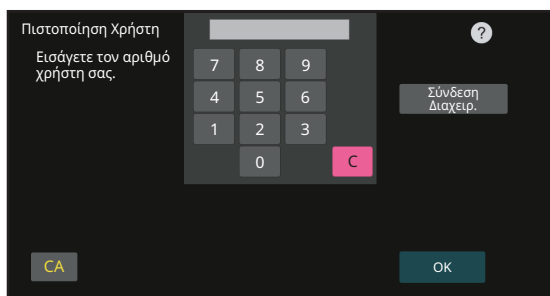 Πιστοποίηση Χρήστη
?
Εισάγετε τον αριθμό
χρήστη σας.
7 8 9
4 5 6
1 2 3
0 C
Σύνδεση
Διαχειρ.
CA
OK